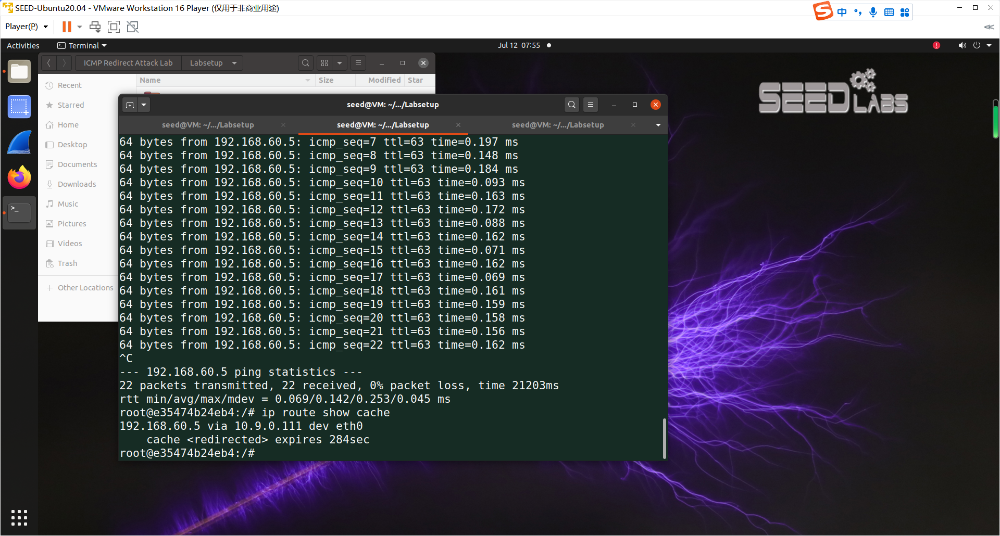 SEED-Ubuntu20.04 - VMware Workstation 16 Player (仅用于非商业用途)
中
Player(P)
Activities
Terminal
Jul 12 07:55
ICMP Redirect Attack Lab
Labsetup
Name
Size
Modified
Star
Recent
Starred
Home
Desktop
Documents
Downloads
Music
Pictures
Videos
Trash
Other Locations
SEED LABS
seed@VM: ~/.../Labsetup
seed@VM: ~/.../Labsetup
seed@VM: ~/.../Labsetup
seed@VM: ~/.../Labsetup
64 bytes from 192.168.60.5: icmp_seq=7 ttl=63 time=0.197 ms
64 bytes from 192.168.60.5: icmp_seq=8 ttl=63 time=0.148 ms
64 bytes from 192.168.60.5: icmp_seq=9 ttl=63 time=0.184 ms
64 bytes from 192.168.60.5: icmp_seq=10 ttl=63 time=0.093 ms
64 bytes from 192.168.60.5: icmp_seq=11 ttl=63 time=0.163 ms
64 bytes from 192.168.60.5: icmp_seq=12 ttl=63 time=0.172 ms
64 bytes from 192.168.60.5: icmp_seq=13 ttl=63 time=0.088 ms
64 bytes from 192.168.60.5: icmp_seq=14 ttl=63 time=0.162 ms
64 bytes from 192.168.60.5: icmp_seq=15 ttl=63 time=0.071 ms
64 bytes from 192.168.60.5: icmp_seq=16 ttl=63 time=0.162 ms
64 bytes from 192.168.60.5: icmp_seq=17 ttl=63 time=0.069 ms
64 bytes from 192.168.60.5: icmp_seq=18 ttl=63 time=0.161 ms
64 bytes from 192.168.60.5: icmp_seq=19 ttl=63 time=0.159 ms
64 bytes from 192.168.60.5: icmp_seq=20 ttl=63 time=0.158 ms
64 bytes from 192.168.60.5: icmp_seq=21 ttl=63 time=0.156 ms
64 bytes from 192.168.60.5: icmp_seq=22 ttl=63 time=0.162 ms
^C
--- 192.168.60.5 ping statistics ---
22 packets transmitted, 22 received, 0% packet loss, time 21203ms
rtt min/avg/max/mdev = 0.069/0.142/0.253/0.045 ms
root@e35474b24eb4:/# ip route show cache
192.168.60.5 via 10.9.0.111 dev eth0
    cache <redirected> expires 284sec
root@e35474b24eb4:/#